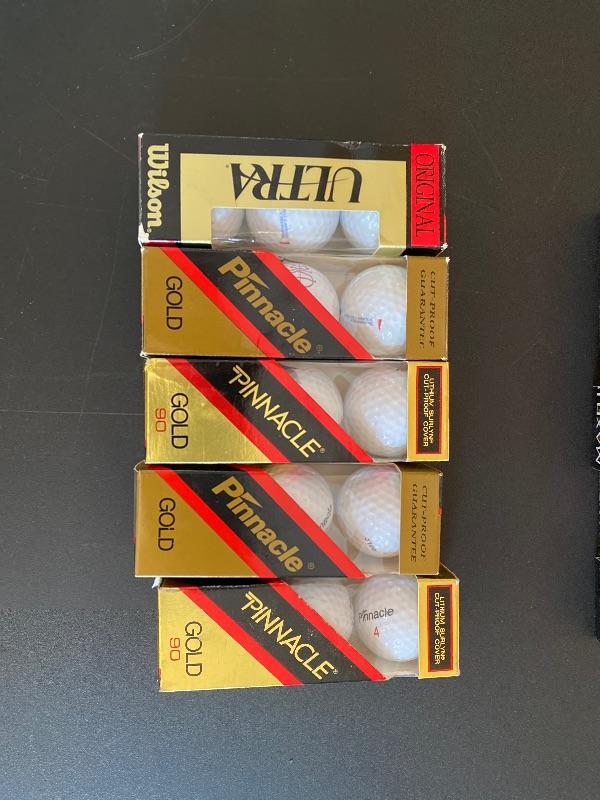 Wilson®
ULTRA®
ORIGINAL
GOLD
Pinnacle®
CUT-PROOF
GUARANTEE
GOLD
90
PINNACLE®
LITHIUM SURLYN®
CUT-PROOF COVER
GOLD
Pinnacle®
CUT-PROOF
GUARANTEE
GOLD
90
PINNACLE®
Pinnacle
4
LITHIUM SURLYN®
CUT-PROOF COVER